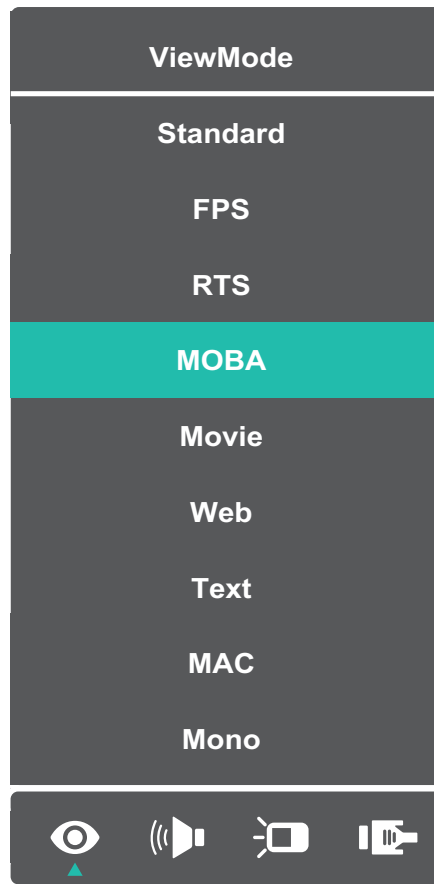 ViewMode
Standard
FPS
RTS
MOBA
Movie
Web
Text
MAC
Mono